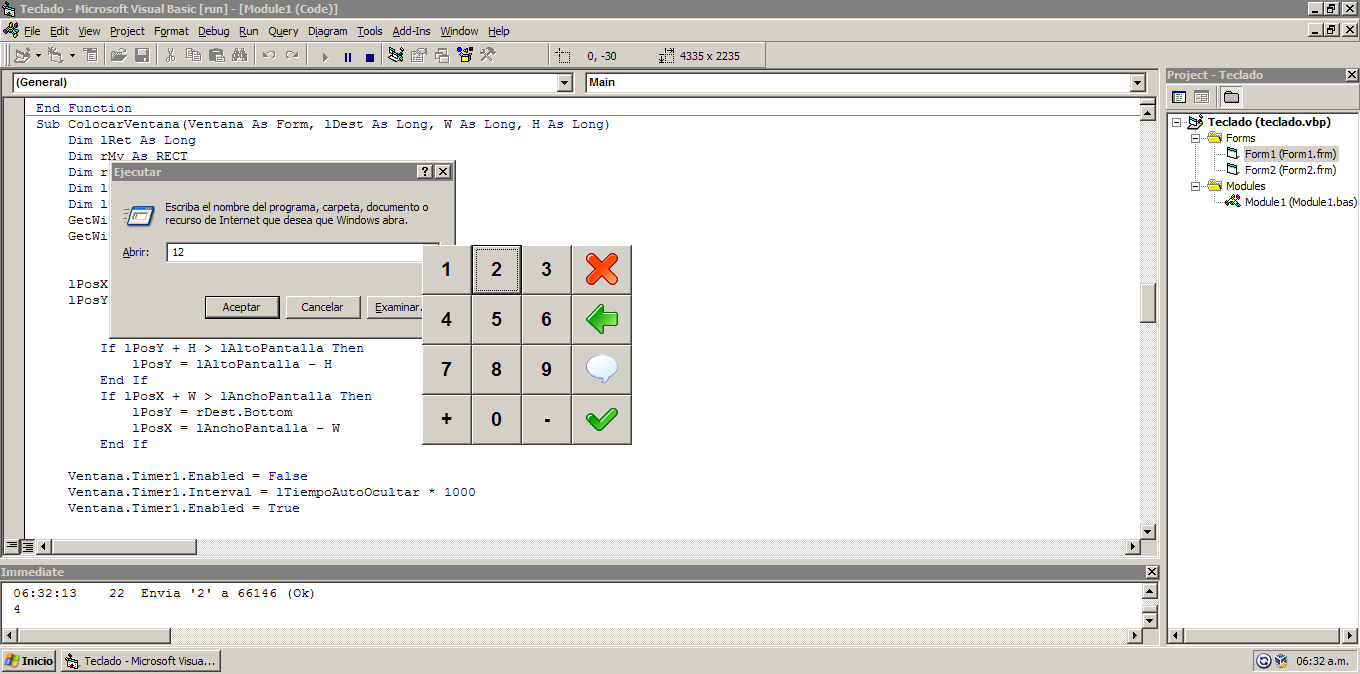 Teclado - Microsoft Visual Basic [run] - [Module1 (Code)]
File Edit View Project Format Debug Run Query Diagram Tools Add-Ins Window Help
0, -30 4335 x 2235
(General) Main
End Function
Sub ColocarVentana(Ventana As Form, lDest As Long, W As Long, H As Long)
Dim lRet As Long
Dim rMy As RECT
Dim r
Dim l
Dim l
GetWi
GetWi
lPosX
lPosY
If lPosY + H > lAltoPantalla Then
lPosY = lAltoPantalla - H
End If
If lPosX + W > lAnchoPantalla Then
lPosY = rDest.Bottom
lPosX = lAnchoPantalla - W
End If
Ventana.Timer1.Enabled = False
Ventana.Timer1.Interval = lTiempoAutoOcultar * 1000
Ventana.Timer1.Enabled = True
Ejecutar
Escriba el nombre del programa, carpeta, documento o
recurso de Internet que desea que Windows abra.
Abrir: 12
Aceptar Cancelar Examinar.
1 2 3
4 5 6
7 8 9
+ 0 -
Project - Teclado
Teclado (teclado.vbp)
Forms
Form1 (Form1.frm)
Form2 (Form2.frm)
Modules
Module1 (Module1.bas)
Immediate
06:32:13 22 Envia '2' a 66146 (Ok)
4
Inicio Teclado - Microsoft Visua... 06:32 a.m.